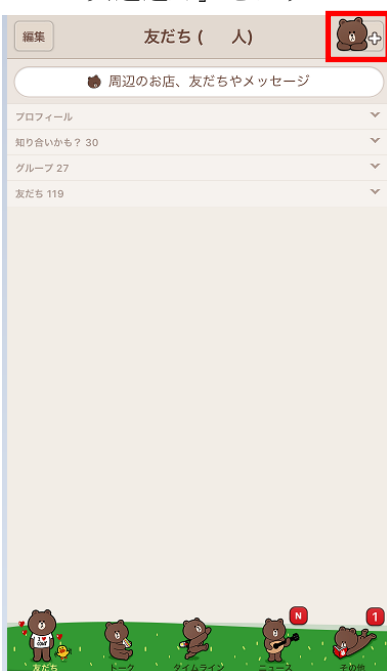 編集
友だち ( 人)
周辺のお店、友だちやメッセージ
プロフィール
知り合いかも? 30
グループ 27
友だち 119
N
1
友だち
トーク
タイムライン
ニュース
その他